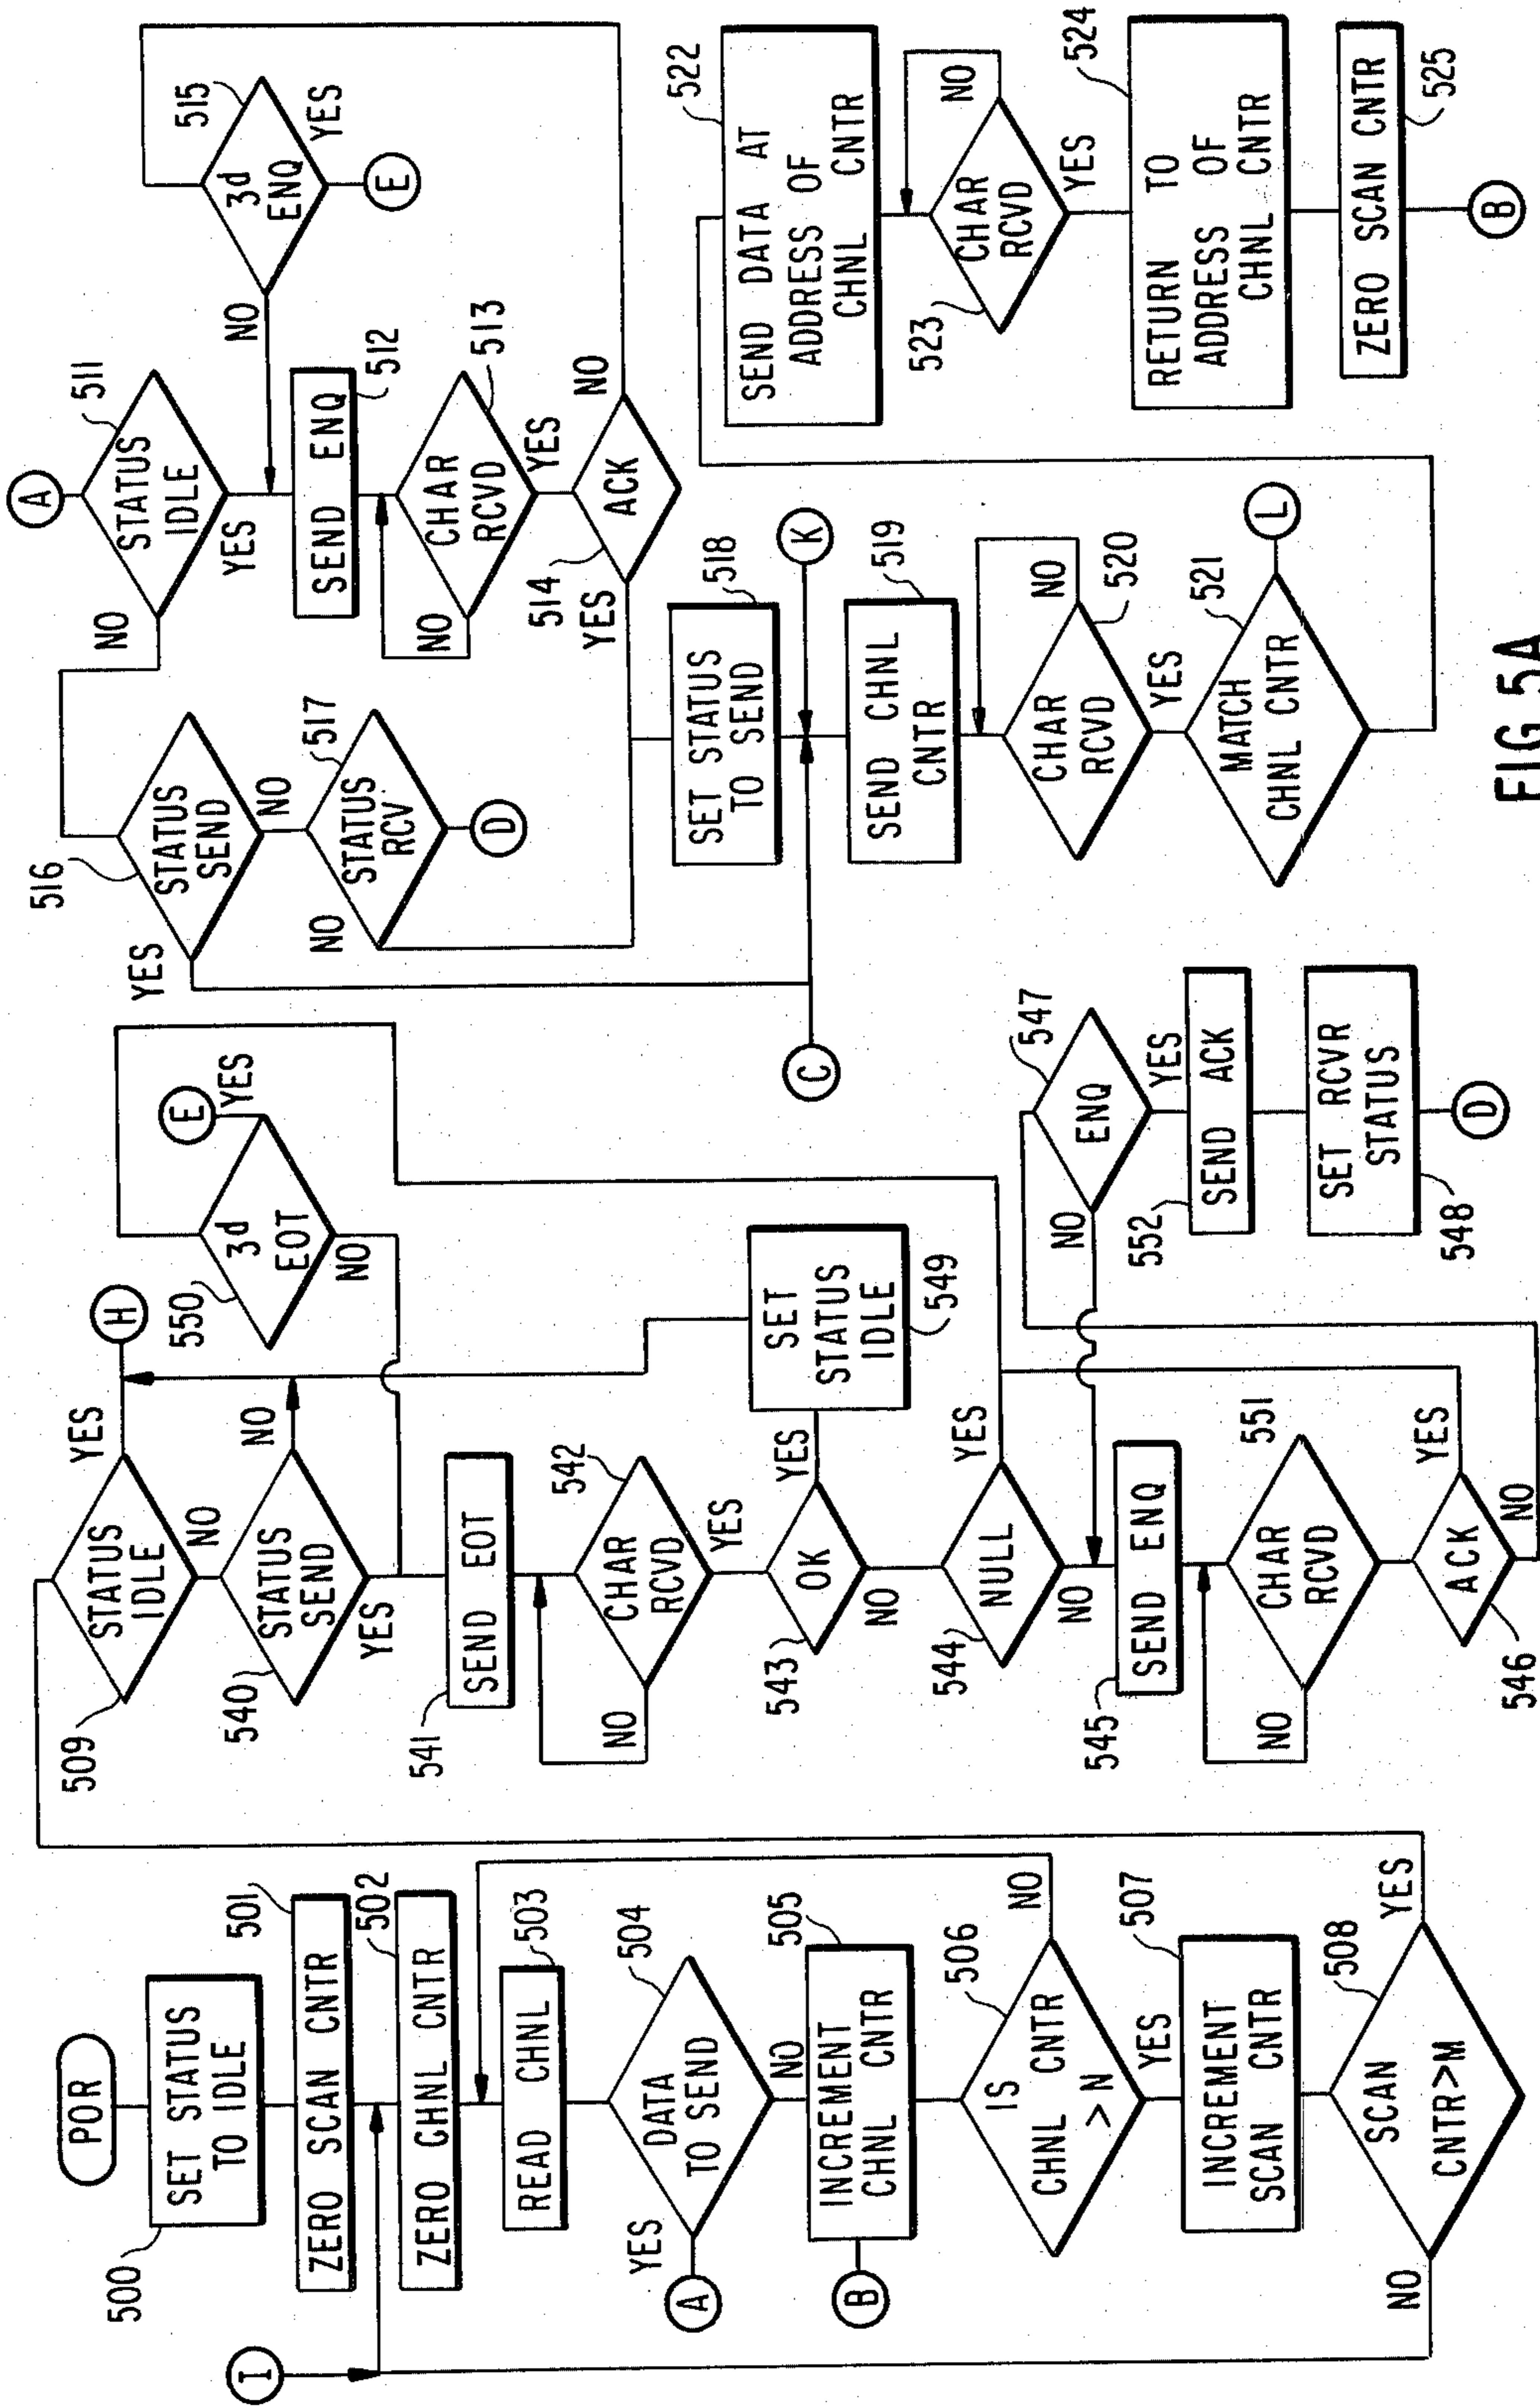 POR
500
SET STATUS
TO IDLE
501
ZERO SCAN CNTR
I
502
ZERO CHNL CNTR
503
READ CHNL
504
DATA
TO SEND
YES
A
NO
505
INCREMENT
CHNL CNTR
B
506
IS
CHNL CNTR
> N
NO
YES
507
INCREMENT
SCAN CNTR
508
SCAN
CNTR>M
NO
YES
509
STATUS
IDLE
YES
H
NO
540
STATUS
SEND
NO
YES
550
3d
EOT
E
YES
NO
541
SEND EOT
542
CHAR
RCVD
NO
YES
543
OK
YES
549
SET
STATUS
IDLE
NO
544
NULL
YES
NO
545
SEND ENQ
551
CHAR
RCVD
NO
546
ACK
YES
NO
547
ENQ
NO
YES
552
SEND ACK
548
SET RCVR
STATUS
D
A
511
STATUS
IDLE
NO
YES
516
STATUS
SEND
YES
NO
517
STATUS
RCV
NO
D
515
3d
ENQ
NO
YES
E
512
SEND ENQ
513
CHAR
RCVD
NO
YES
514
ACK
YES
NO
518
SET STATUS
TO SEND
C
K
519
SEND CHNL
CNTR
520
CHAR
RCVD
NO
YES
521
MATCH
CHNL CNTR
L
522
SEND DATA AT
ADDRESS OF
CHNL CNTR
523
CHAR
RCVD
NO
YES
524
RETURN TO
ADDRESS OF
CHNL CNTR
525
ZERO SCAN CNTR
B
FIG.5A